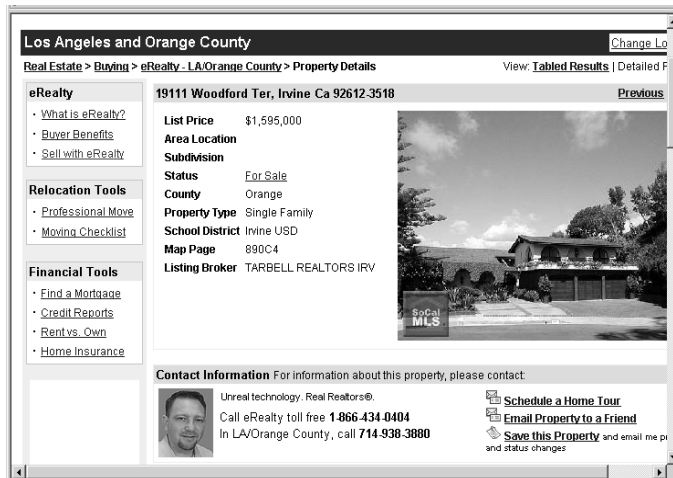 Los Angeles and Orange County
Change Lo
Real Estate > Buying > eRealty - LA/Orange County > Property Details
View: Tabled Results | Detailed R
eRealty
· What is eRealty?
· Buyer Benefits
· Sell with eRealty
Relocation Tools
· Professional Move
· Moving Checklist
Financial Tools
· Find a Mortgage
· Credit Reports
· Rent vs. Own
· Home Insurance
19111 Woodford Ter, Irvine Ca 92612-3518
Previous
List Price $1,595,000
Area Location
Subdivision
Status For Sale
County Orange
Property Type Single Family
School District Irvine USD
Map Page 890C4
Listing Broker TARBELL REALTORS IRV
SoCal
MLS
Contact Information For information about this property, please contact:
Unreal technology. Real Realtors®.
Call eRealty toll free 1-866-434-0404
In LA/Orange County, call 714-938-3880
Schedule a Home Tour
Email Property to a Friend
Save this Property and email me pr
and status changes